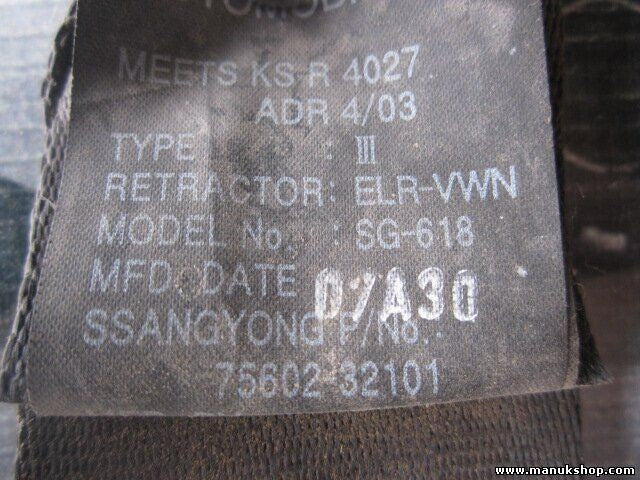 MEETS KS R 4027
ADR 4/03
TYPE : III
RETRACTOR: ELR-VWN
MODEL No. : SG-618
MFD. DATE 07A30
SSANGYONG P/No.:
75602-32101
www.manukshop.com